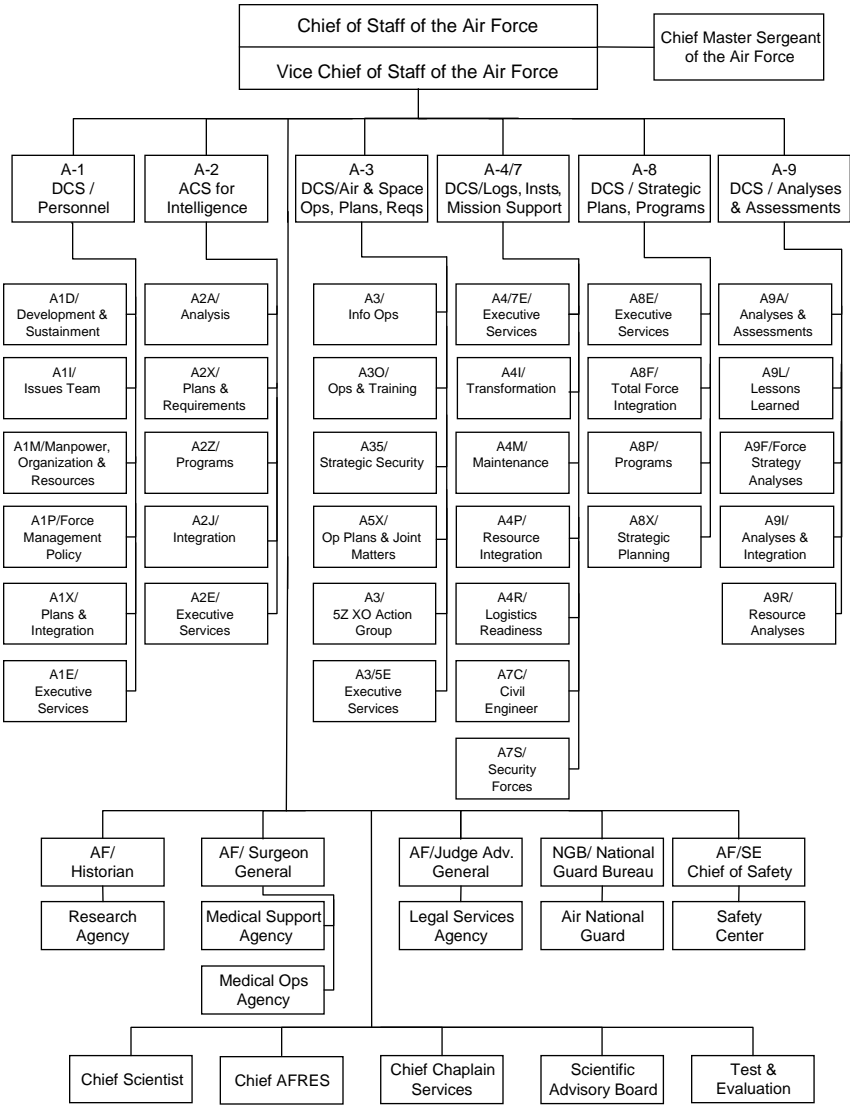 Chief of Staff of the Air Force
Vice Chief of Staff of the Air Force
Chief Master Sergeant
of the Air Force
A-1
DCS /
Personnel
A-2
ACS for
Intelligence
A-3
DCS/Air & Space
Ops, Plans, Reqs
A-4/7
DCS/Logs, Insts,
Mission Support
A-8
DCS / Strategic
Plans, Programs
A-9
DCS / Analyses
& Assessments
A1D/
Development &
Sustainment
A1I/
Issues Team
A1M/Manpower,
Organization &
Resources
A1P/Force
Management
Policy
A1X/
Plans &
Integration
A1E/
Executive
Services
A2A/
Analysis
A2X/
Plans &
Requirements
A2Z/
Programs
A2J/
Integration
A2E/
Executive
Services
A3/
Info Ops
A3O/
Ops & Training
A35/
Strategic Security
A5X/
Op Plans & Joint
Matters
A3/
5Z XO Action
Group
A3/5E
Executive
Services
A4/7E/
Executive
Services
A4I/
Transformation
A4M/
Maintenance
A4P/
Resource
Integration
A4R/
Logistics
Readiness
A7C/
Civil
Engineer
A7S/
Security
Forces
A8E/
Executive
Services
A8F/
Total Force
Integration
A8P/
Programs
A8X/
Strategic
Planning
A9A/
Analyses &
Assessments
A9L/
Lessons
Learned
A9F/Force
Strategy
Analyses
A9I/
Analyses &
Integration
A9R/
Resource
Analyses
AF/
Historian
Research
Agency
AF/ Surgeon
General
Medical Support
Agency
Medical Ops
Agency
AF/Judge Adv.
General
Legal Services
Agency
NGB/ National
Guard Bureau
Air National
Guard
AF/SE
Chief of Safety
Safety
Center
Chief Scientist
Chief AFRES
Chief Chaplain
Services
Scientific
Advisory Board
Test &
Evaluation